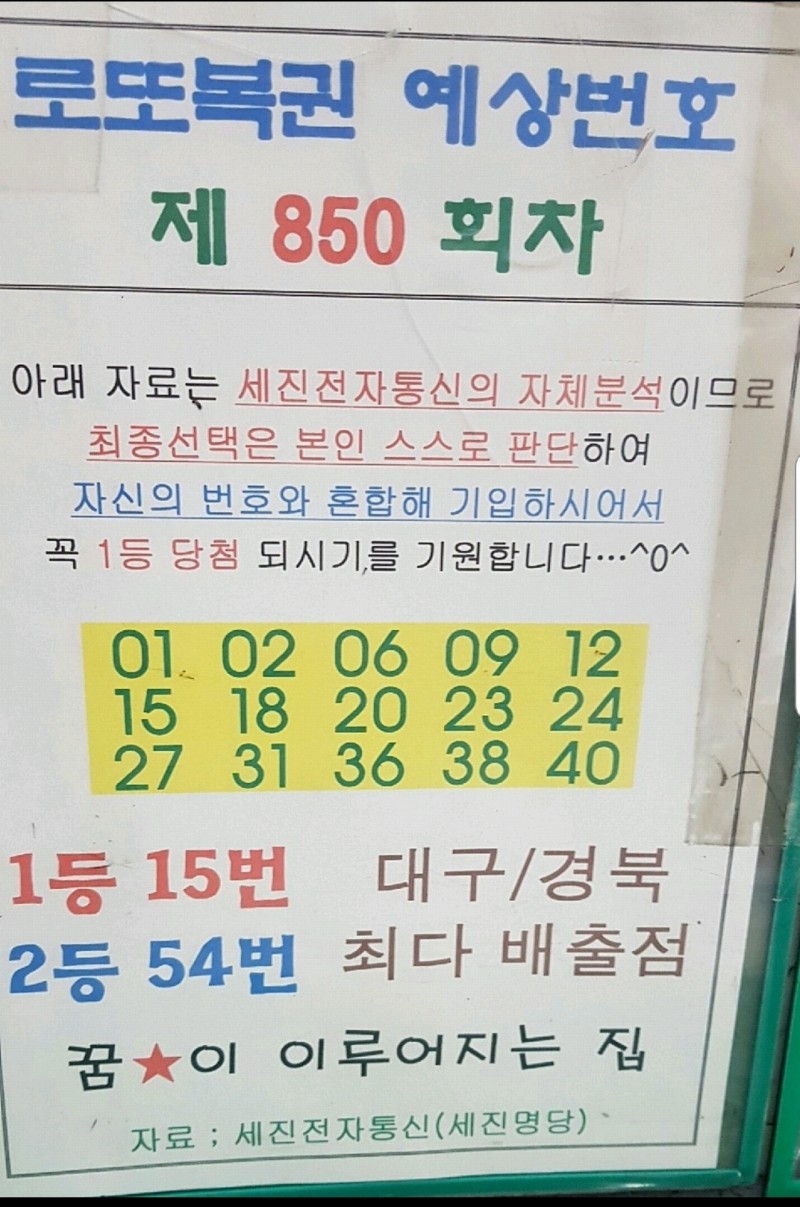 로또복권 예상번호
제 850 회차
아래 자료는 세진전자통신의 자체분석이므로
최종선택은 본인 스스로 판단하여
자신의 번호와 혼합해 기입하시어서
꼭 1등 당첨 되시기를 기원합니다…^0^
01 02 06 09 12
15 18 20 23 24
27 31 36 38 40
1등 15번 대구/경북
2등 54번 최다 배출점
꿈★이 이루어지는 집
자료 ; 세진전자통신(세진명당)